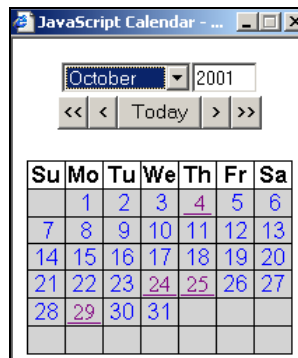 JavaScript Calendar - ...
October 2001
<< < Today > >>
Su Mo Tu We Th Fr Sa
1 2 3 4 5 6
7 8 9 10 11 12 13
14 15 16 17 18 19 20
21 22 23 24 25 26 27
28 29 30 31